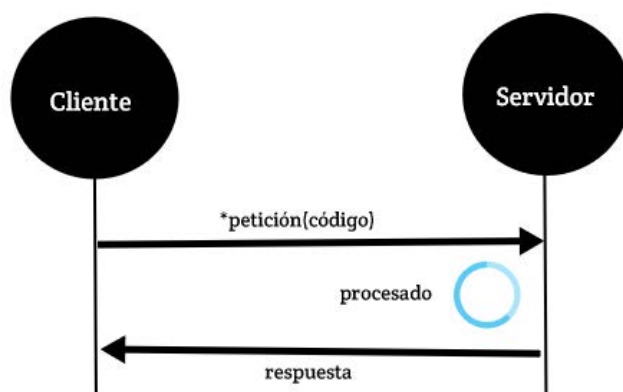 Cliente
Servidor
*petición(código)
procesado
respuesta